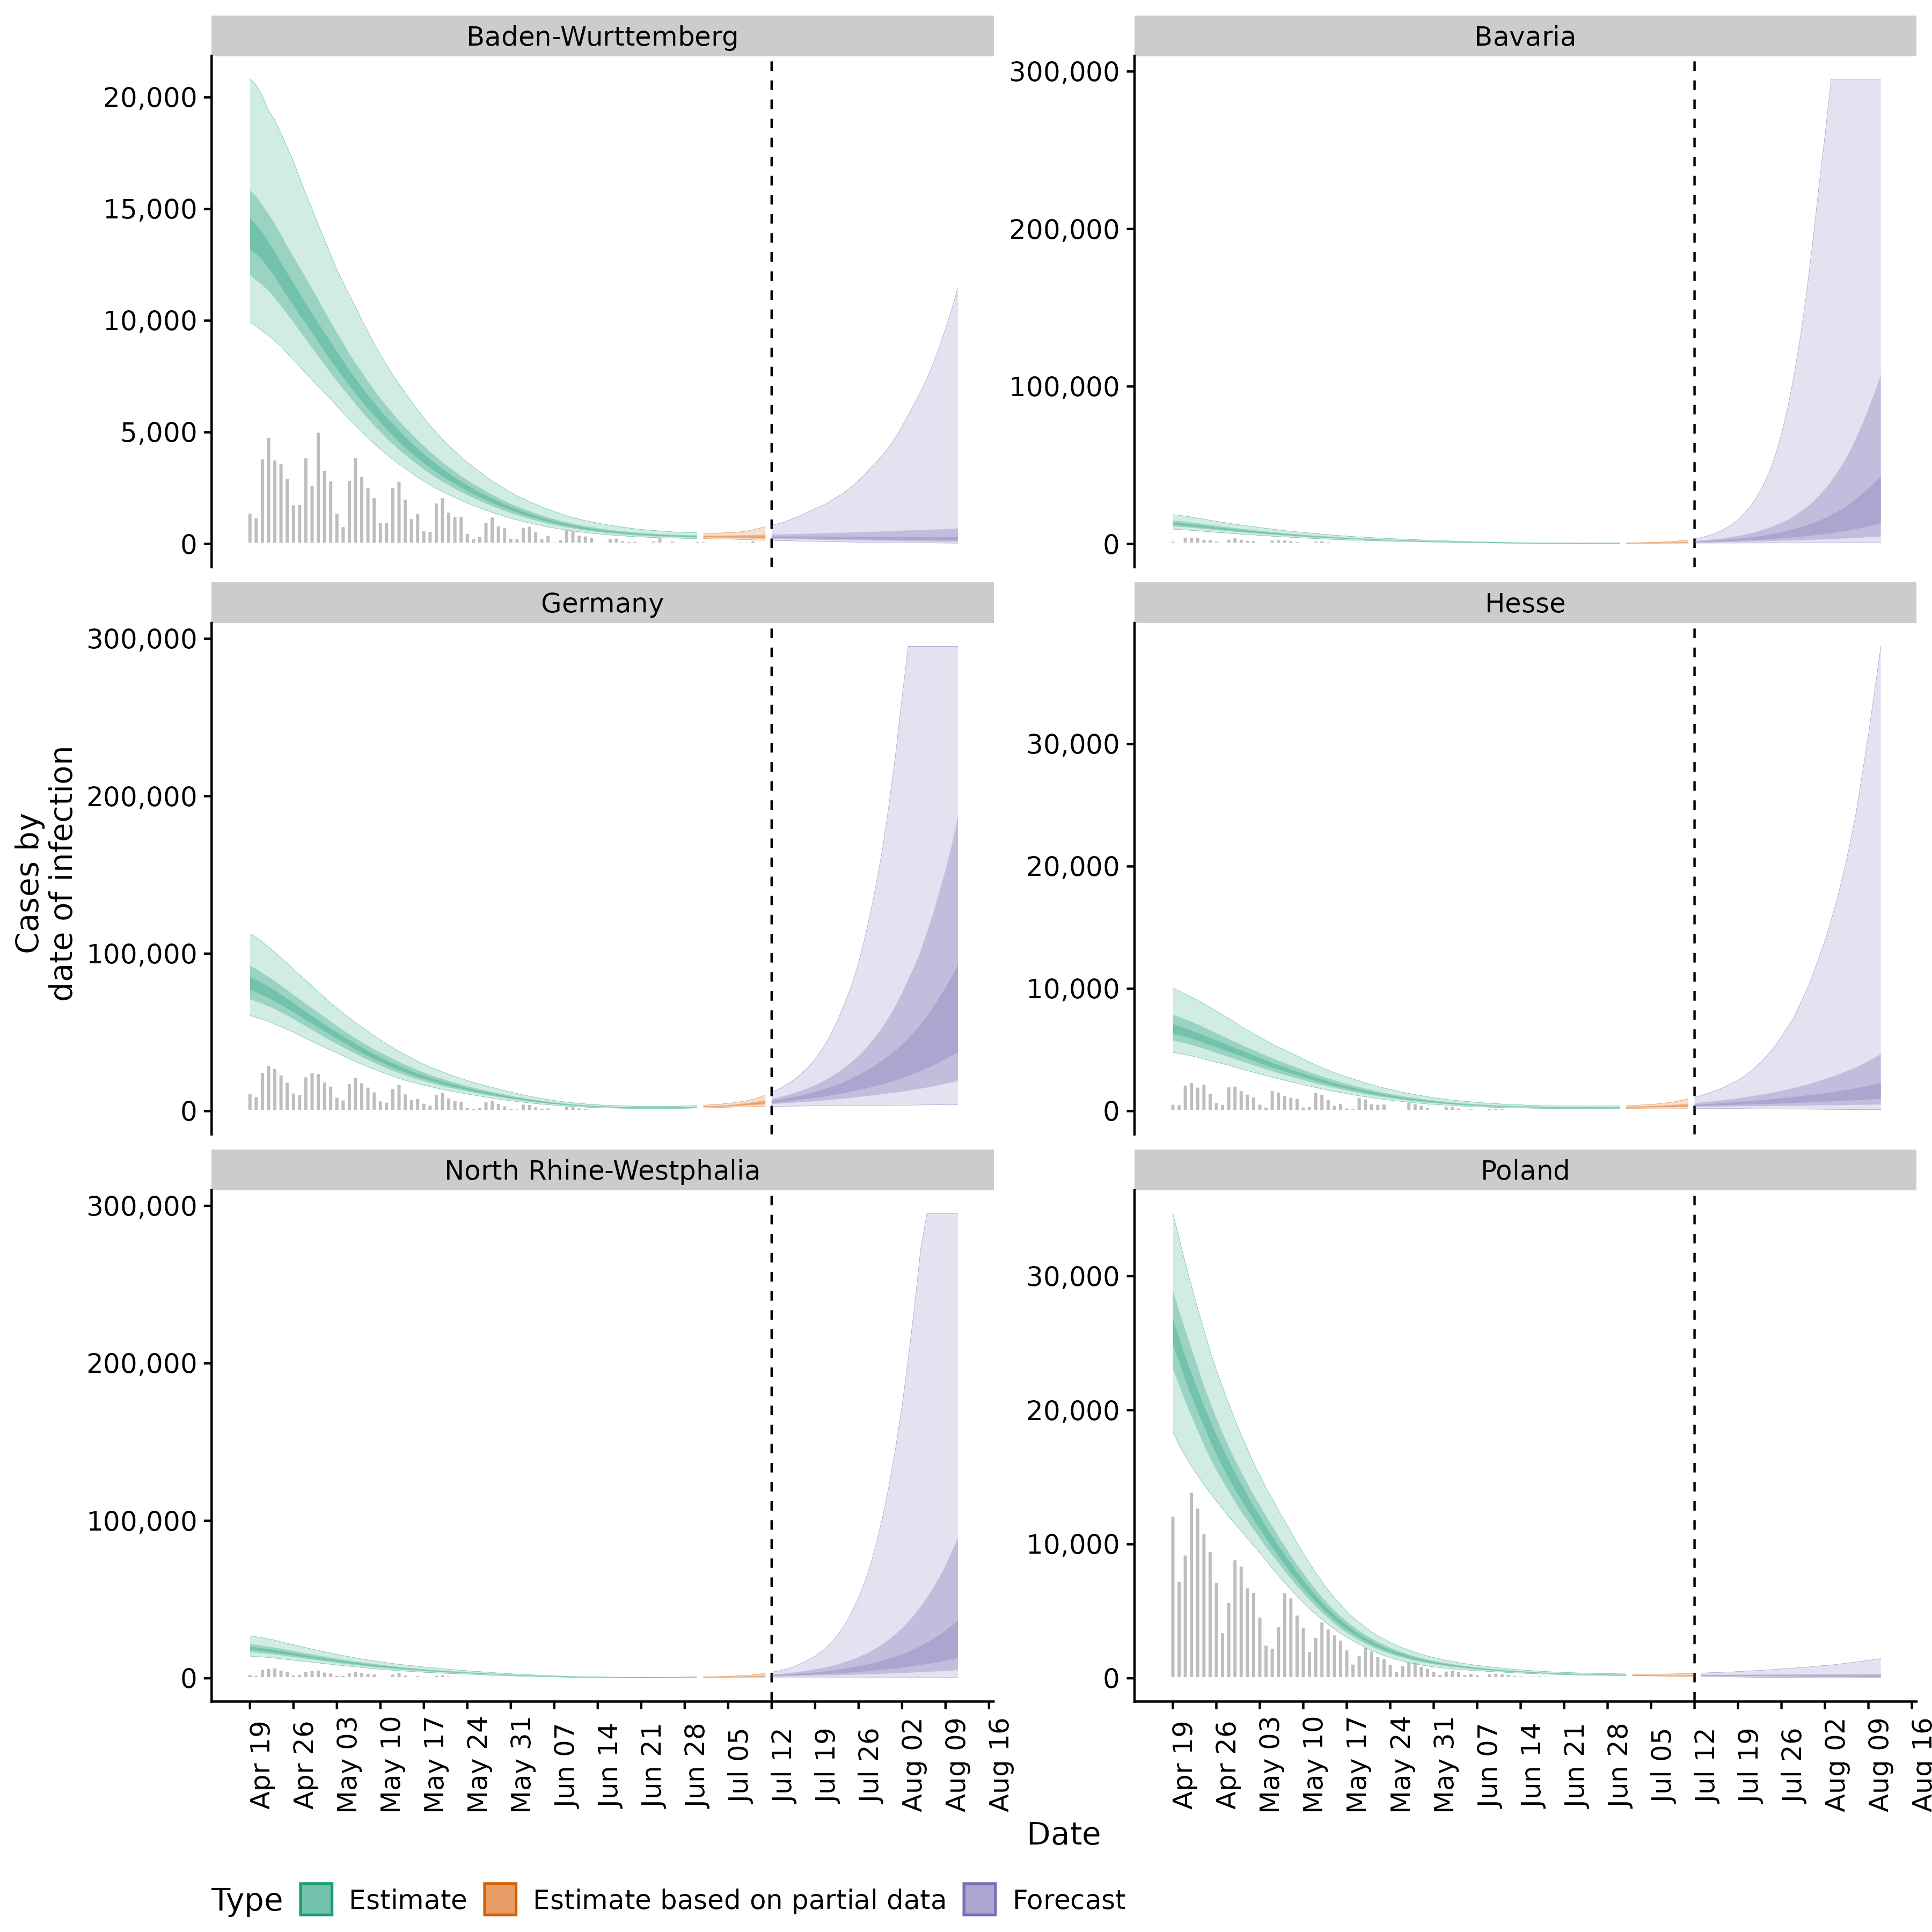 Baden-Wurttemberg
Bavaria
20,000
15,000
10,000
5,000
0
300,000
200,000
100,000
0
Germany
Hesse
300,000
200,000
100,000
0
30,000
20,000
10,000
0
Cases by
date of infection
North Rhine-Westphalia
Poland
300,000
200,000
100,000
0
30,000
20,000
10,000
0
Apr 19
Apr 26
May 03
May 10
May 17
May 24
May 31
Jun 07
Jun 14
Jun 21
Jun 28
Jul 05
Jul 12
Jul 19
Jul 26
Aug 02
Aug 09
Aug 16
Apr 19
Apr 26
May 03
May 10
May 17
May 24
May 31
Jun 07
Jun 14
Jun 21
Jun 28
Jul 05
Jul 12
Jul 19
Jul 26
Aug 02
Aug 09
Aug 16
Date
Type Estimate Estimate based on partial data Forecast